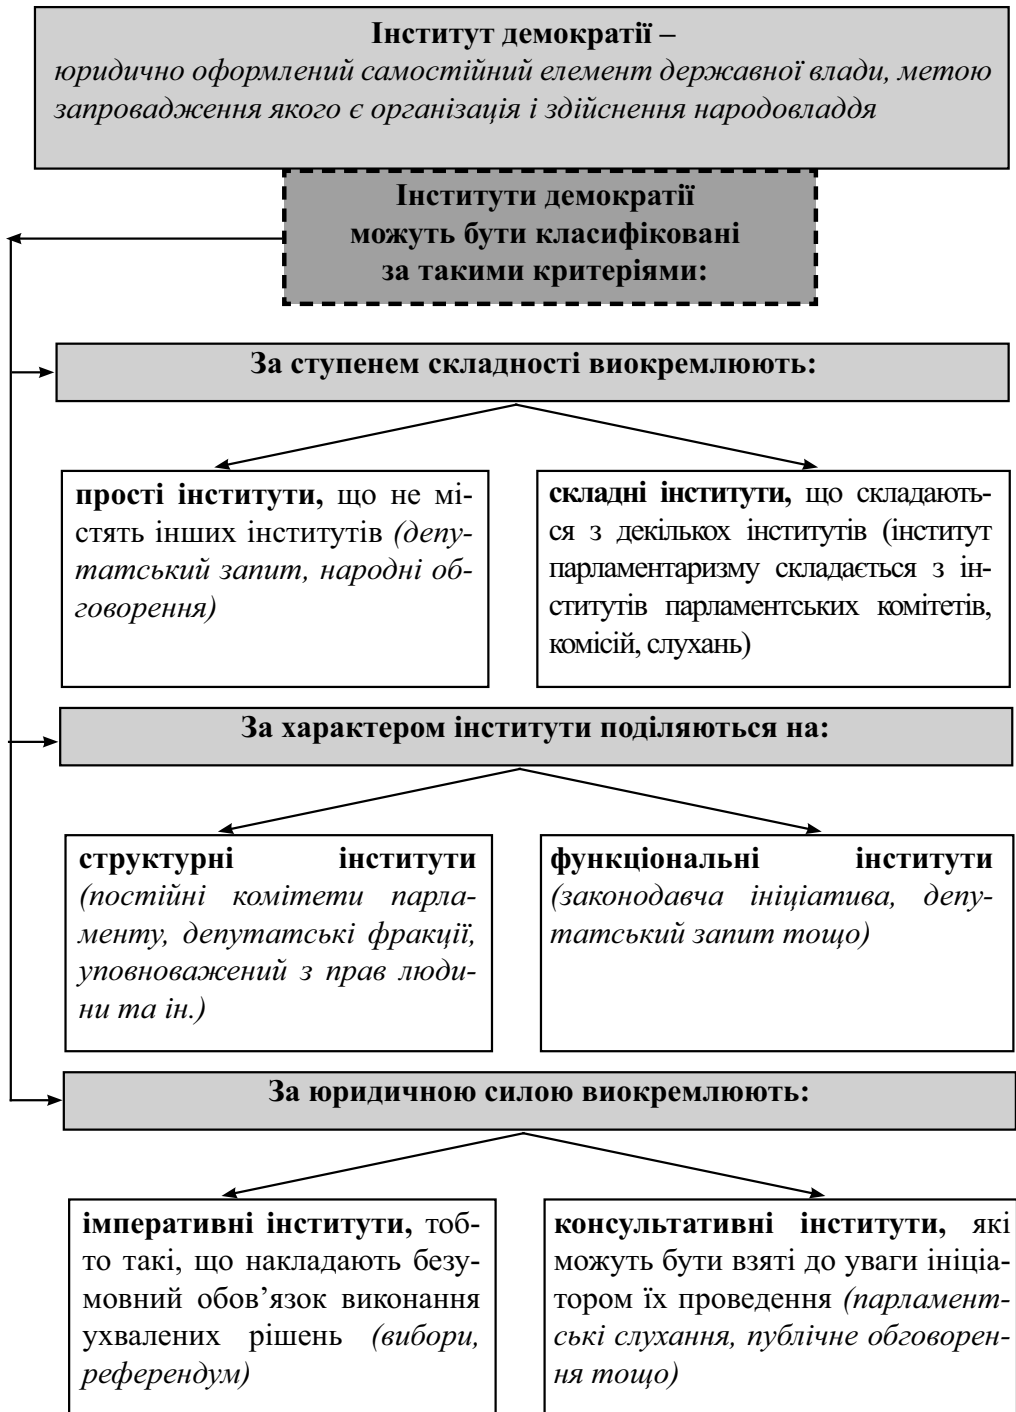 Інститут демократії –
юридично оформлений самостійний елемент державної влади, метою
запровадження якого є організація і здійснення народовладдя
Інститути демократії
можуть бути класифіковані
за такими критеріями:
За ступенем складності виокремлюють:
прості інститути, що не мі-
стять інших інститутів (депу-
татський запит, народні об-
говорення)
складні інститути, що складають-
ся з декількох інститутів (інститут
парламентаризму складається з ін-
ститутів парламентських комітетів,
комісій, слухань)
За характером інститути поділяються на:
структурні інститути
(постійні комітети парла-
менту, депутатські фракції,
уповноважений з прав люди-
ни та ін.)
функціональні інститути
(законодавча ініціатива, депу-
татський запит тощо)
За юридичною силою виокремлюють:
імперативні інститути, тоб-
то такі, що накладають безу-
мовний обов’язок виконання
ухвалених рішень (вибори,
референдум)
консультативні інститути, які
можуть бути взяті до уваги ініціа-
тором їх проведення (парламент-
ські слухання, публічне обговорен-
ня тощо)